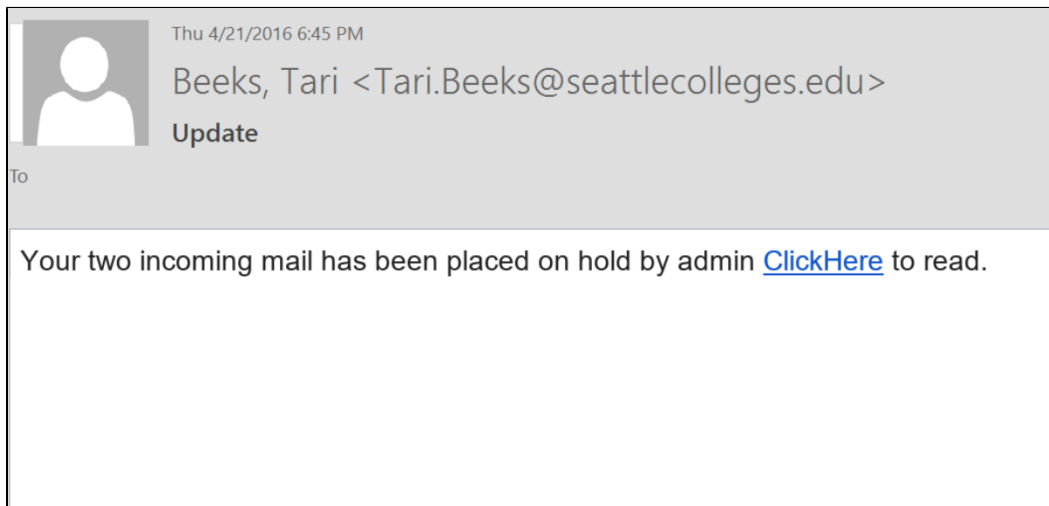 Thu 4/21/2016 6:45 PM
Beeks, Tari <Tari.Beeks@seattlecolleges.edu>
Update
To
Your two incoming mail has been placed on hold by admin ClickHere to read.